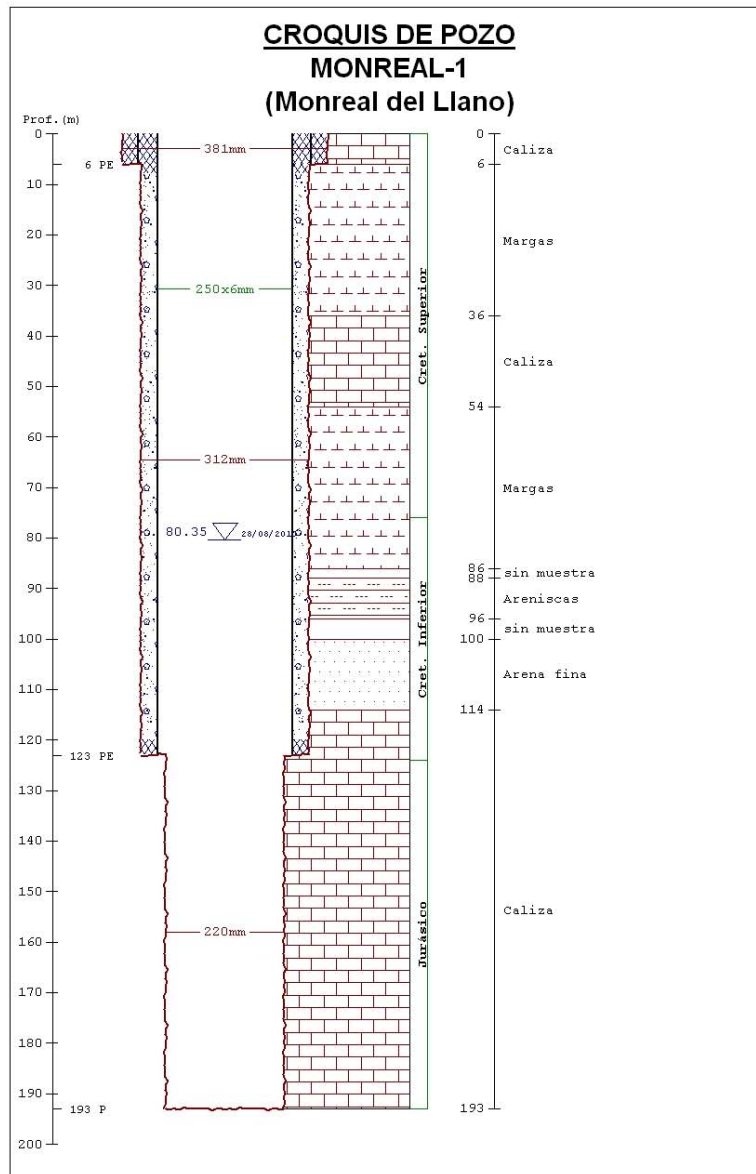 CROQUIS DE POZO
MONREAL-1
(Monreal del Llano)
Prof.(m)
0
6 PE
10
20
30
40
50
60
70
80
90
100
110
120
123 PE
130
140
150
160
170
180
190
193 P
200
381mm
250x6mm
312mm
80.35
220mm
Cret. Superior
Cret. Inferior
Jurásico
0
Caliza
6
Margas
36
Caliza
54
Margas
86
sin muestra
88
Areniscas
96
sin muestra
100
Arena fina
114
Caliza
193